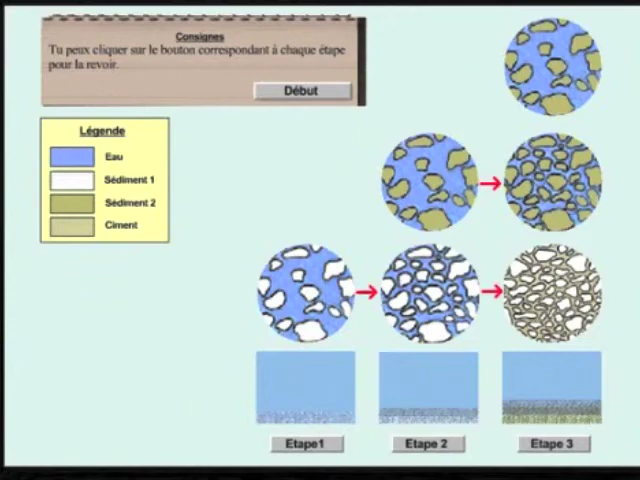 Consignes
Tu peux cliquer sur le bouton correspondant à chaque étape
pour la revoir.
Début
Légende
Eau
Sédiment 1
Sédiment 2
Ciment
Etape1
Etape 2
Etape 3